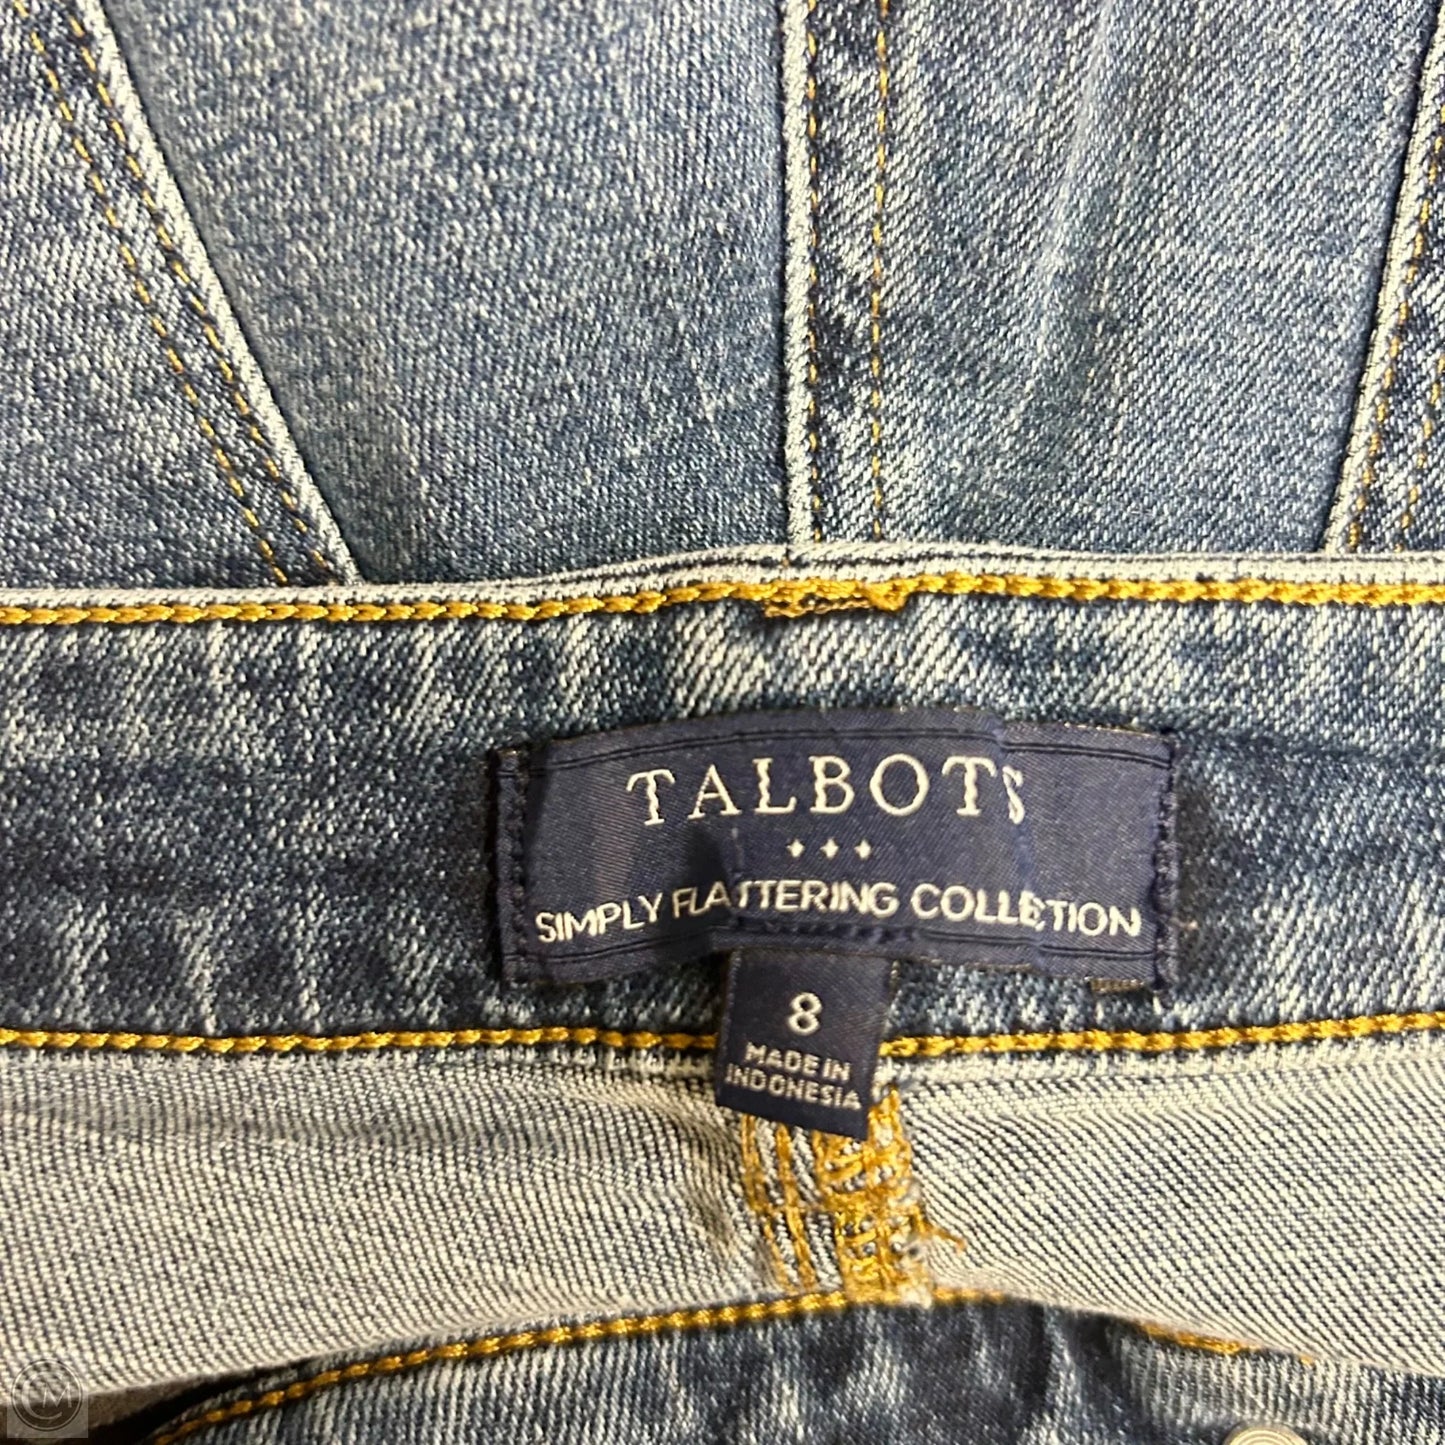 TALBOTS
SIMPLY FLATTERING COLLECTION
8
MADE IN
INDONESIA